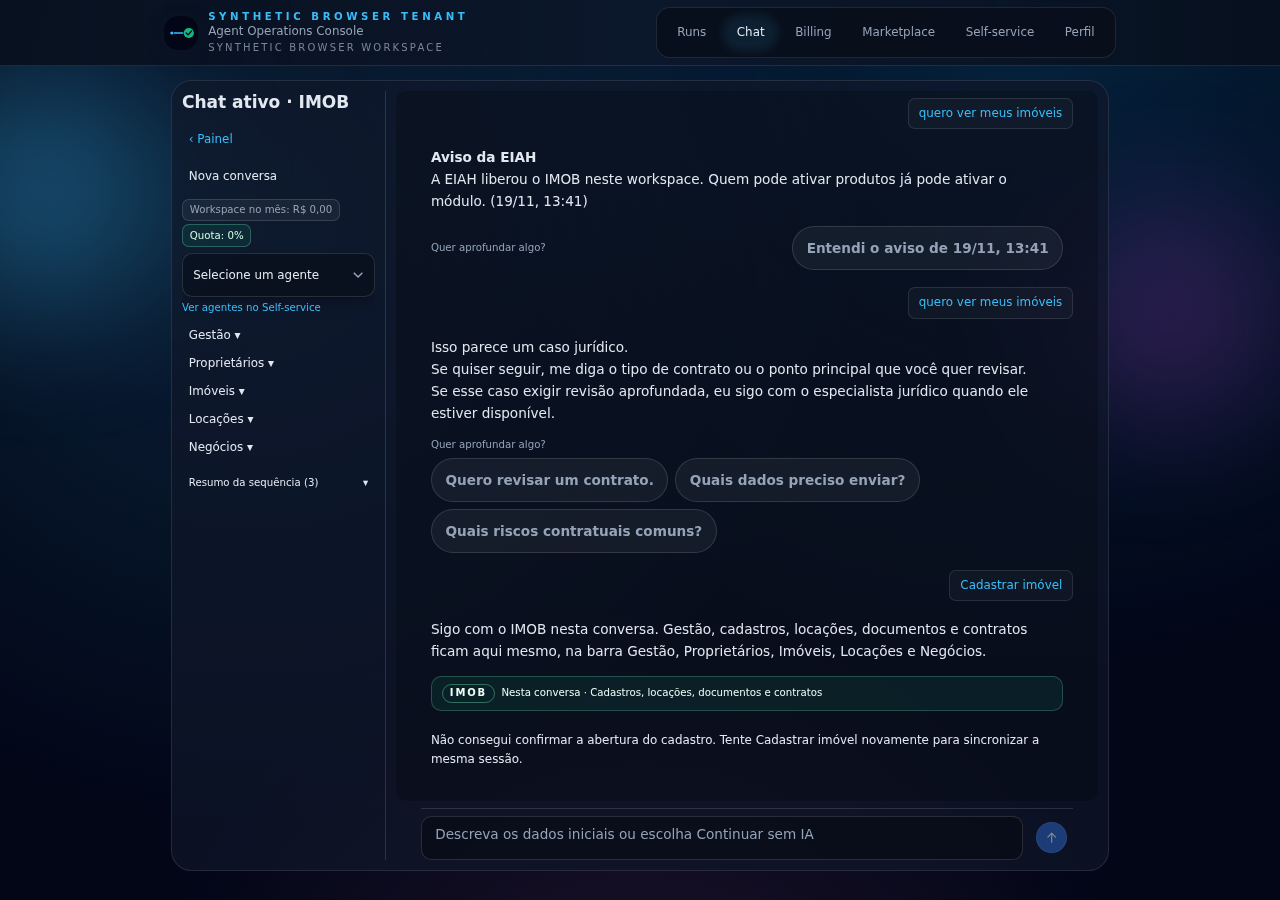 SYNTHETIC BROWSER TENANT
Agent Operations Console
SYNTHETIC BROWSER WORKSPACE
Runs
Chat
Billing
Marketplace
Self-service
Perfil
Chat ativo · IMOB
‹ Painel
Nova conversa
Workspace no mês: R$ 0,00
Quota: 0%
Selecione um agente
Ver agentes no Self-service
Gestão ▾
Proprietários ▾
Imóveis ▾
Locações ▾
Negócios ▾
Resumo da sequência (3) ▾
quero ver meus imóveis
Aviso da EIAH
A EIAH liberou o IMOB neste workspace. Quem pode ativar produtos já pode ativar o
módulo. (19/11, 13:41)
Quer aprofundar algo?
Entendi o aviso de 19/11, 13:41
quero ver meus imóveis
Isso parece um caso jurídico.
Se quiser seguir, me diga o tipo de contrato ou o ponto principal que você quer revisar.
Se esse caso exigir revisão aprofundada, eu sigo com o especialista jurídico quando ele
estiver disponível.
Quer aprofundar algo?
Quero revisar um contrato.
Quais dados preciso enviar?
Quais riscos contratuais comuns?
Cadastrar imóvel
Sigo com o IMOB nesta conversa. Gestão, cadastros, locações, documentos e contratos
ficam aqui mesmo, na barra Gestão, Proprietários, Imóveis, Locações e Negócios.
IMOB Nesta conversa · Cadastros, locações, documentos e contratos
Não consegui confirmar a abertura do cadastro. Tente Cadastrar imóvel novamente para sincronizar a
mesma sessão.
Descreva os dados iniciais ou escolha Continuar sem IA